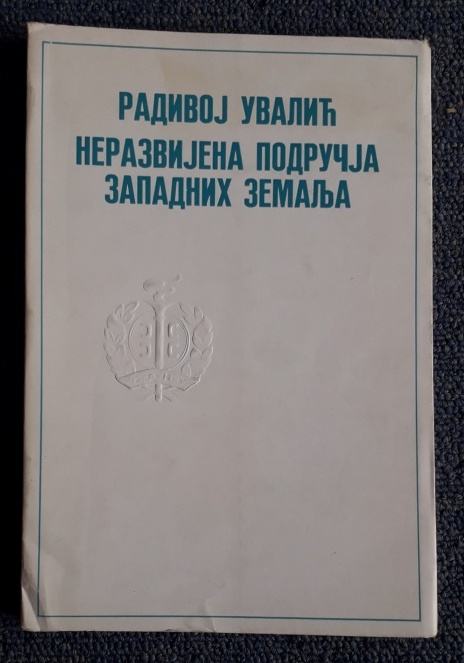 РАДИВОЈ УВАЛИЋ
НЕРАЗВИЈЕНА ПОДРУЧЈА
ЗАПАДНИХ ЗЕМАЉА